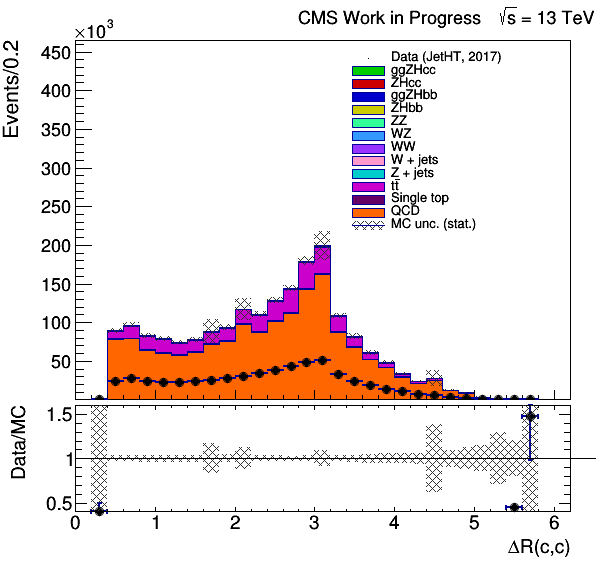 CMS Work in Progress √s = 13 TeV
×10³
Events/0.2
450
400
350
300
250
200
150
100
50
Data (JetHT, 2017)
ggZHcc
ZHcc
ggZHbb
ZHbb
ZZ
WZ
WW
W + jets
Z + jets
tt̄
Single top
QCD
MC unc. (stat.)
Data/MC
1.5
1
0.5
0 1 2 3 4 5 6
ΔR(c,c)